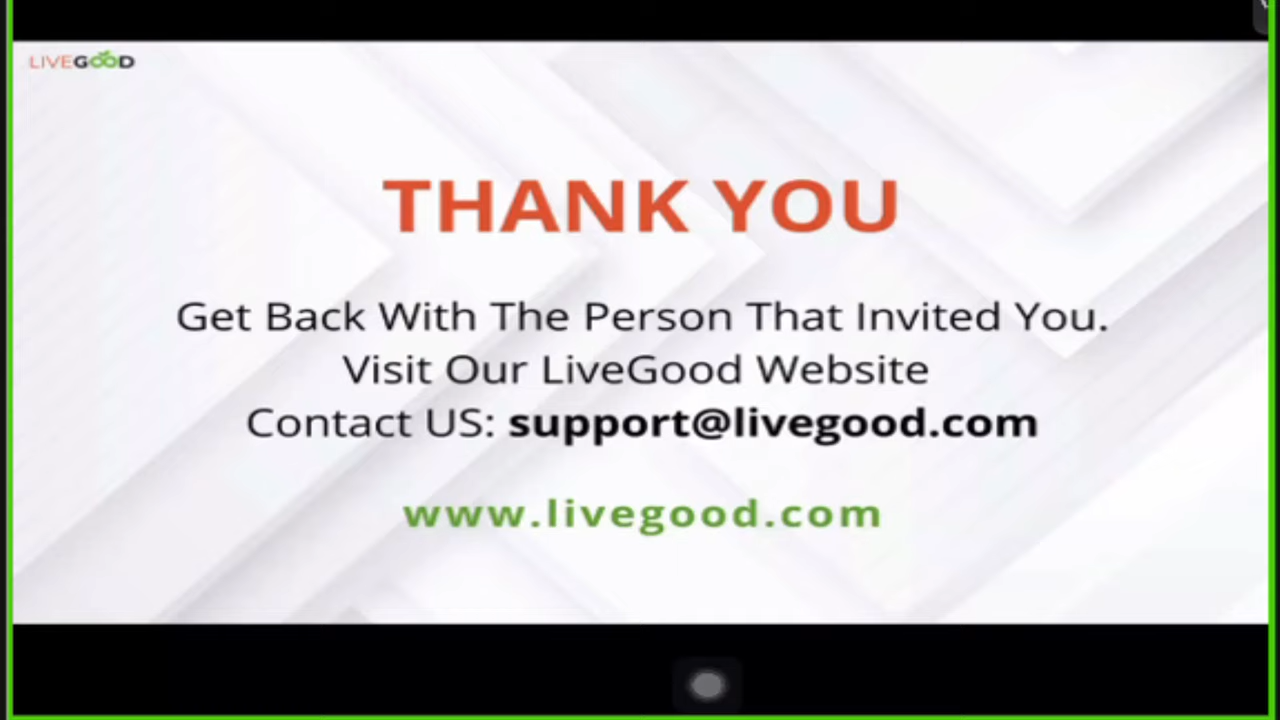 LIVEGOOD
THANK YOU
Get Back With The Person That Invited You.
Visit Our LiveGood Website
Contact US: support@livegood.com
www.livegood.com